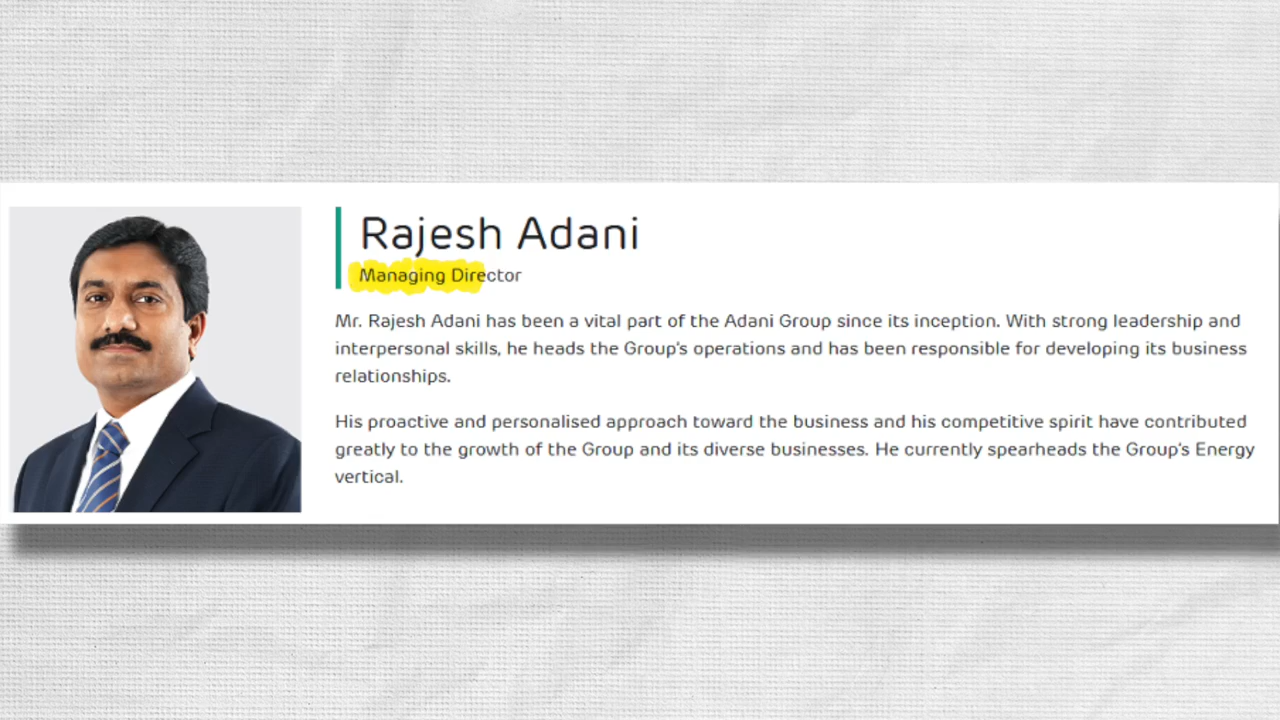 Rajesh Adani
Managing Director
Mr. Rajesh Adani has been a vital part of the Adani Group since its inception. With strong leadership and
interpersonal skills, he heads the Group's operations and has been responsible for developing its business
relationships.
His proactive and personalised approach toward the business and his competitive spirit have contributed
greatly to the growth of the Group and its diverse businesses. He currently spearheads the Group's Energy
vertical.